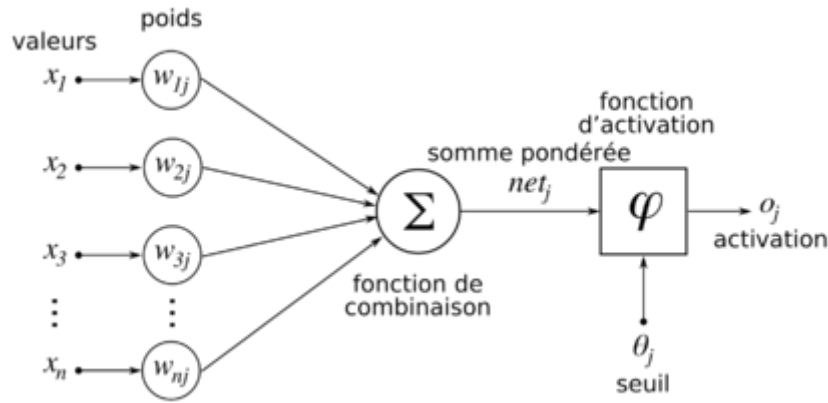 valeurs
poids
x₁
w₁ⱼ
x₂
w₂ⱼ
x₃
w₃ⱼ
⋮
⋮
xₙ
wₙⱼ
Σ
fonction de
combinaison
somme pondérée
netⱼ
fonction
d'activation
φ
oⱼ
activation
θⱼ
seuil